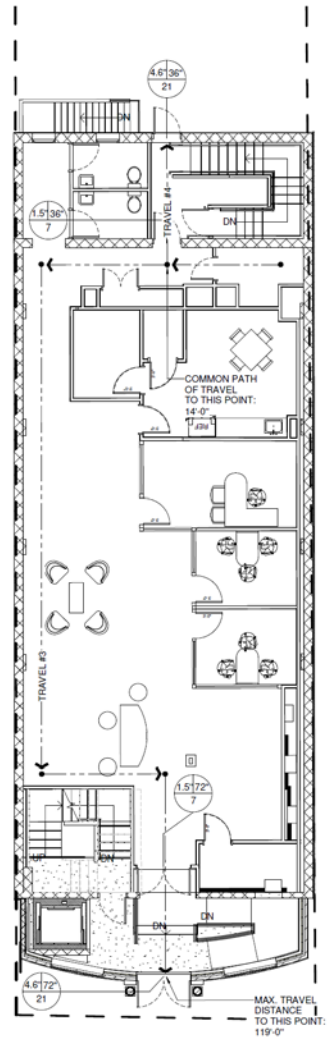 DN
4.6" 36"
21
1.5" 36"
7
DN
TRAVEL #4
COMMON PATH
OF TRAVEL
TO THIS POINT:
14'-0"
REF
TRAVEL #3
1.5" 72"
7
UP
DN
DN
DN
4.6" 72"
21
MAX. TRAVEL
DISTANCE
TO THIS POINT:
119'-0"